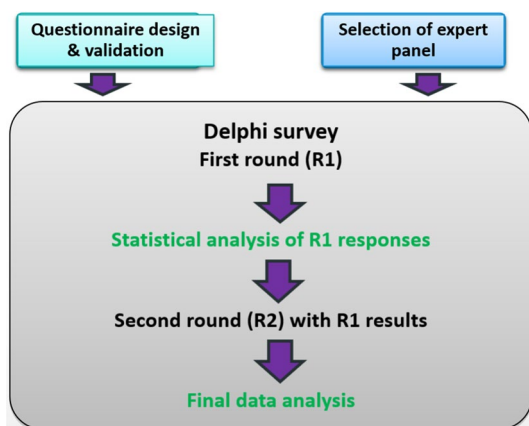 Questionnaire design
& validation
Selection of expert
panel
Delphi survey
First round (R1)
Statistical analysis of R1 responses
Second round (R2) with R1 results
Final data analysis